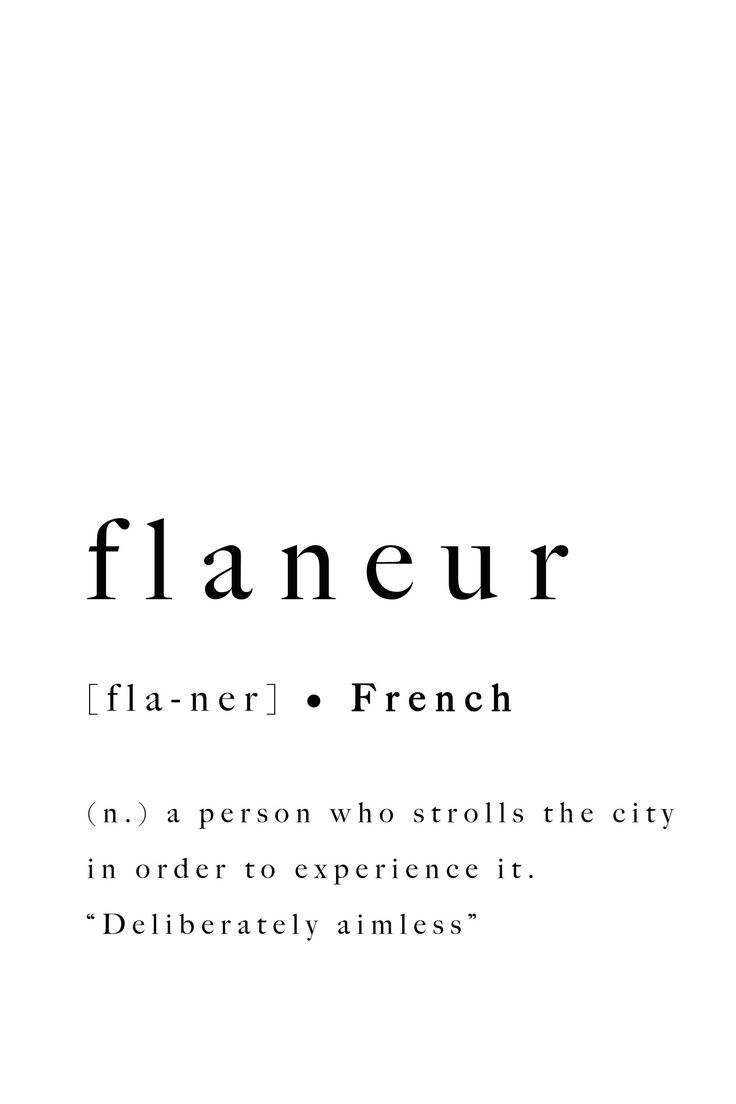 flaneur
[fla-ner] • French
(n.) a person who strolls the city
in order to experience it.
“Deliberately aimless”